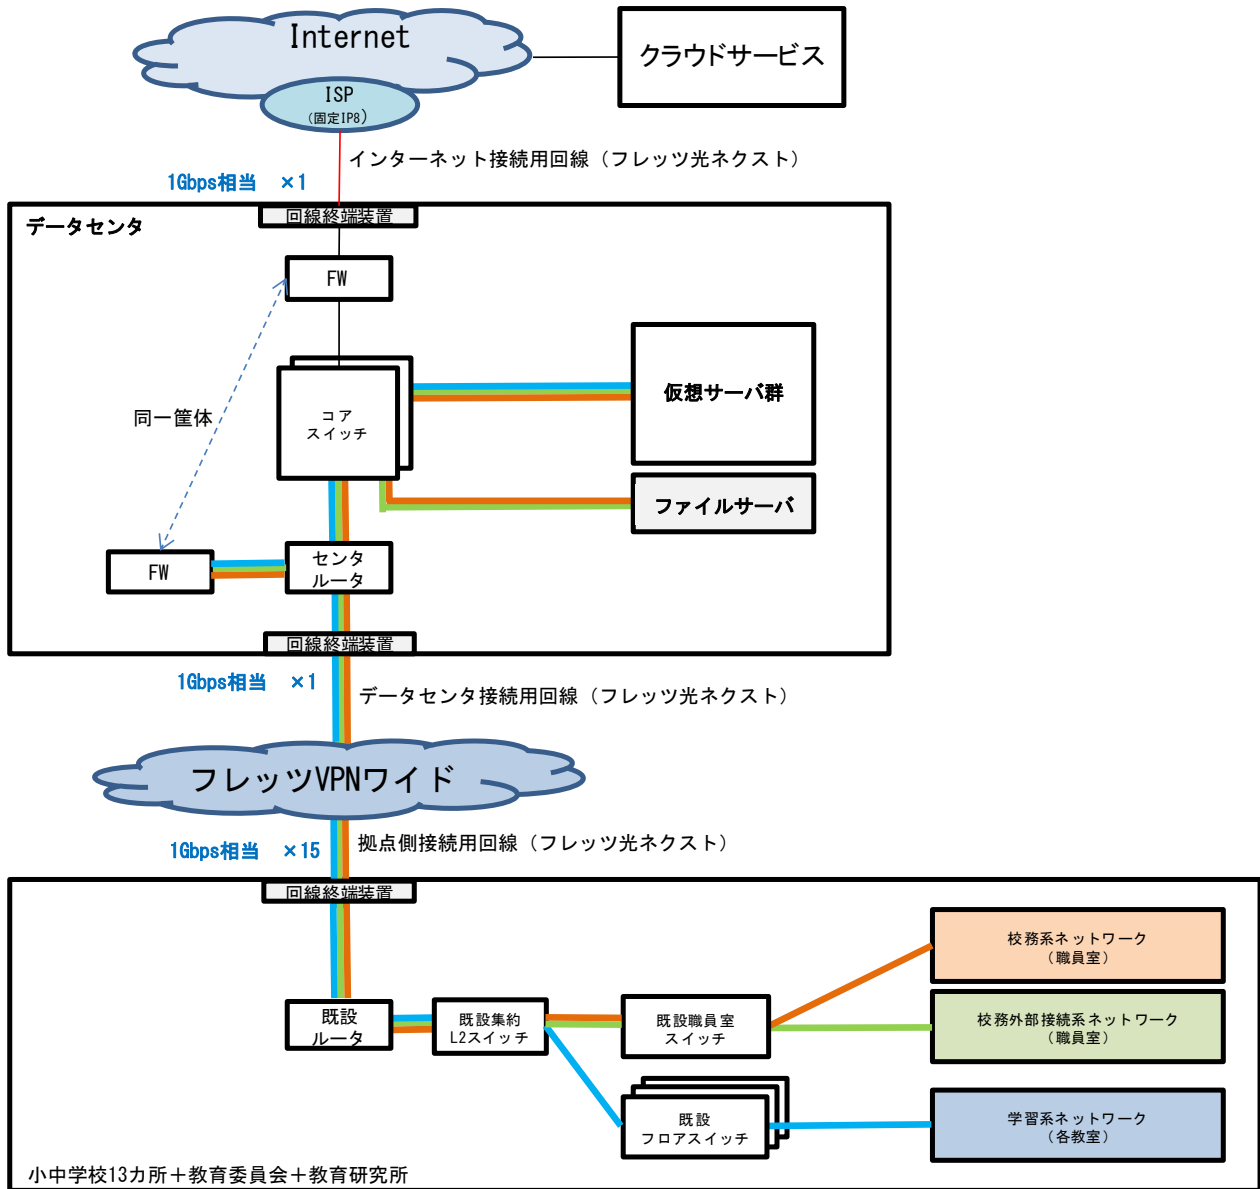 Internet
クラウドサービス
ISP
(固定IP8)
インターネット接続用回線（フレッツ光ネクスト）
1Gbps相当　×1
回線終端装置
データセンタ
FW
仮想サーバ群
コア
スイッチ
同一筐体
ファイルサーバ
センタ
ルータ
FW
回線終端装置
1Gbps相当　×1
データセンタ接続用回線（フレッツ光ネクスト）
フレッツVPNワイド
拠点側接続用回線（フレッツ光ネクスト）
1Gbps相当　×15
回線終端装置
校務系ネットワーク
（職員室）
既設
ルータ
既設集約
L2スイッチ
既設職員室
スイッチ
校務外部接続系ネットワーク
（職員室）
既設
フロアスイッチ
学習系ネットワーク
（各教室）
小中学校13カ所＋教育委員会＋教育研究所